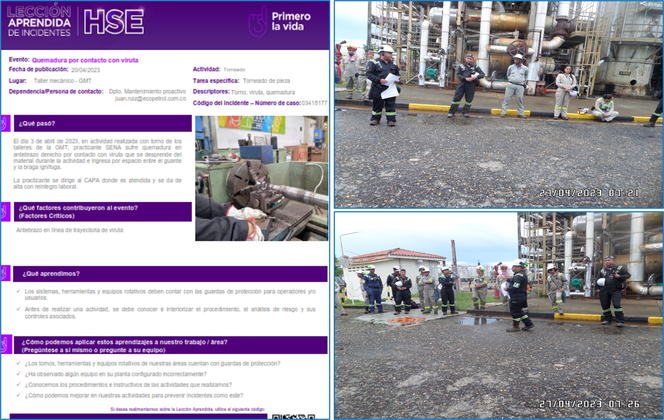 LECCIÓN
APRENDIDA
DE INCIDENTES
HSE
Primero
la vida
Evento: Quemadura por contacto con viruta
Fecha de publicación: 20/04/2023
Lugar: Taller mecánico - GMT
Dependencia/Persona de contacto: Dpto. Mantenimiento proactivo
juan.ruiz@ecopetrol.com.co
Actividad: Torneado
Tarea específica: Torneado de pieza
Descriptores: Torno, viruta, quemadura
Código del Incidente – Número de caso:
¿Qué pasó?
El día 3 de abril de 2023, en actividad realizada con torno de los
talleres de la GMT, practicante SENA sufre quemadura en
antebrazo derecho por contacto con viruta que se desprende del
material durante la actividad e ingresa por espacio entre el guante
y la braga ignífuga.
La practicante se dirige al CAPA donde es atendida y se da de
alta con reintegro laboral.
¿Qué factores contribuyeron al evento?
(Factores Críticos)
Antebrazo en línea de trayectoria de viruta
¿Qué aprendimos?
✓ Los sistemas, herramientas y equipos rotativos deben contar con las guardas de protección para operadores y/o
usuarios.
✓ Antes de realizar una actividad, se debe conocer e interiorizar el procedimiento, el análisis de riesgo y sus
controles asociados.
¿Cómo podemos aplicar estos aprendizajes a nuestro trabajo / área?
(Pregúntese a si mismo o pregunte a su equipo)
✓ ¿Los tornos, herramientas y equipos rotativos de nuestras áreas cuentan con guardas de protección?
✓ ¿Ha observado algún equipo en su planta configurado incorrectamente?
✓ ¿Conocemos los procedimientos e instructivos de las actividades que realizamos?
✓ ¿Cómo podemos mejorar en nuestras actividades para prevenir incidentes como este?
Si deseas realimentarnos sobre la Lección Aprendida, utiliza el siguiente código:
27/04/2023 07:21
27/04/2023 07:26